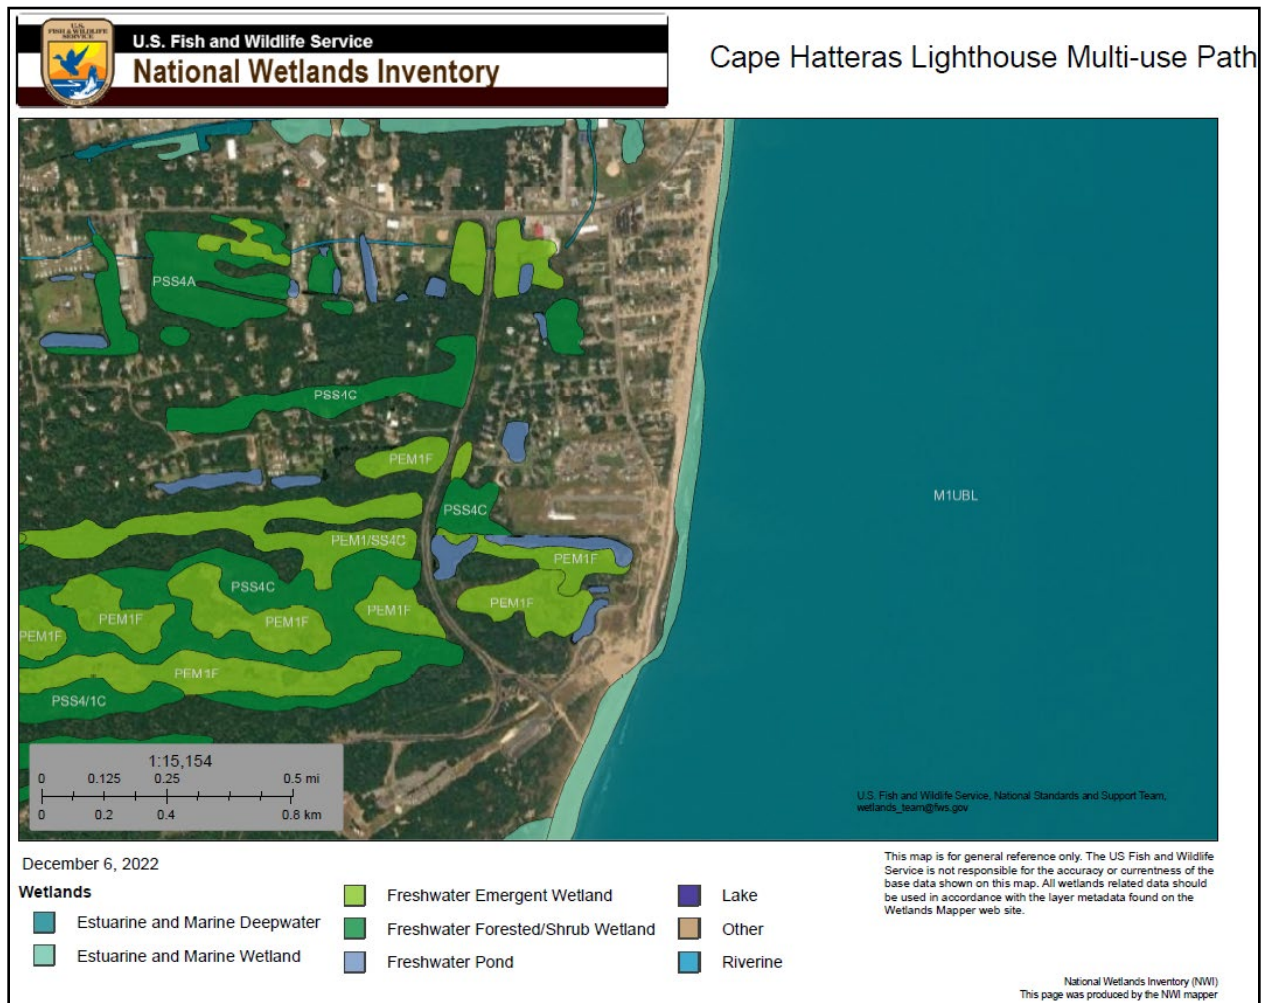 U.S.
FISH & WILDLIFE
SERVICE
U.S. Fish and Wildlife Service
National Wetlands Inventory
Cape Hatteras Lighthouse Multi-use Path
PSS4A
PSS4C
PEM1F
PSS4C
M1UBL
PEM1/SS4C
PEM1F
PSS4C
PEM1F
PEM1F
PEM1F
PEM1F
PEM1F
PEM1F
PSS4/1C
1:15,154
0 0.125 0.25 0.5 mi
0 0.2 0.4 0.8 km
U.S. Fish and Wildlife Service, National Standards and Support Team,
wetlands_team@fws.gov
December 6, 2022
Wetlands
Estuarine and Marine Deepwater
Estuarine and Marine Wetland
Freshwater Emergent Wetland
Freshwater Forested/Shrub Wetland
Freshwater Pond
Lake
Other
Riverine
This map is for general reference only. The US Fish and Wildlife
Service is not responsible for the accuracy or currentness of the
base data shown on this map. All wetlands related data should
be used in accordance with the layer metadata found on the
Wetlands Mapper web site.
National Wetlands Inventory (NWI)
This page was produced by the NWI mapper